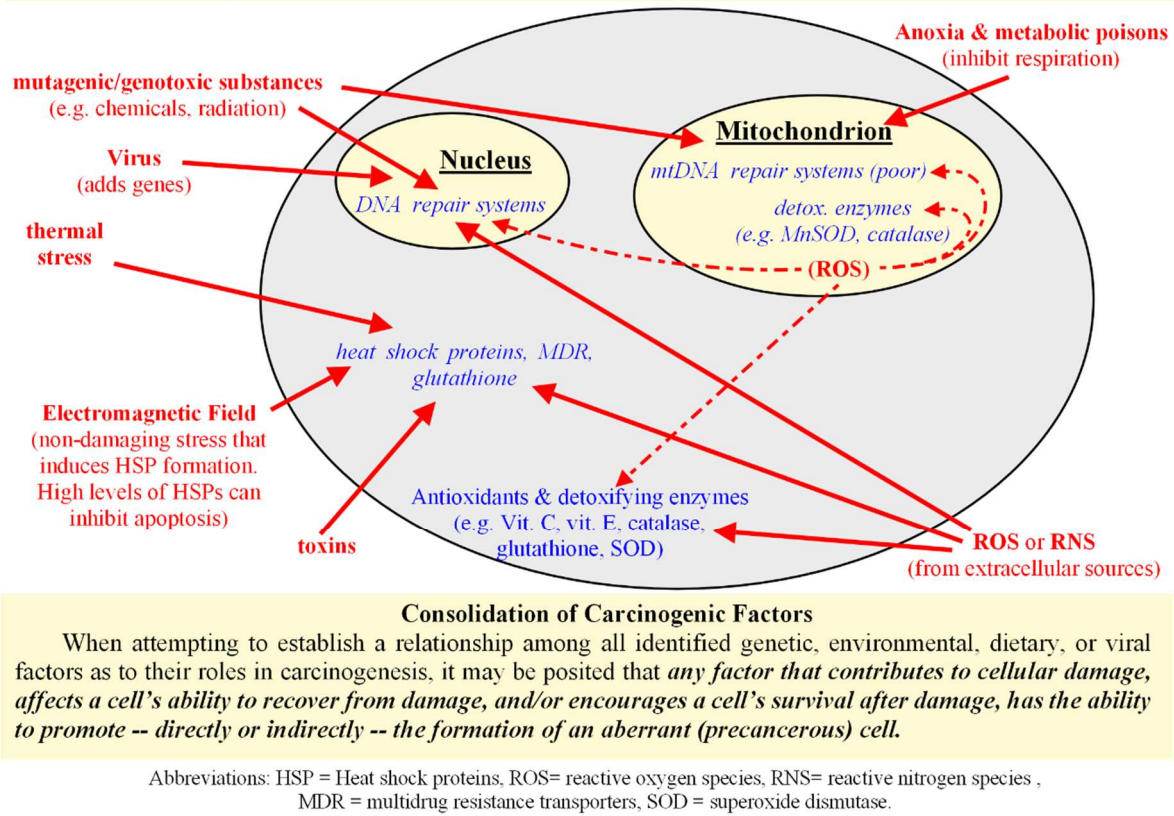 Anoxia & metabolic poisons
(inhibit respiration)
mutagenic/genotoxic substances
(e.g. chemicals, radiation)
Mitochondrion
mtDNA repair systems (poor)
detox. enzymes
(e.g. MnSOD, catalase)
(ROS)
Virus
(adds genes)
Nucleus
DNA repair systems
thermal
stress
heat shock proteins, MDR,
glutathione
Electromagnetic Field
(non-damaging stress that
induces HSP formation.
High levels of HSPs can
inhibit apoptosis)
toxins
Antioxidants & detoxifying enzymes
(e.g. Vit. C, vit. E, catalase,
glutathione, SOD)
ROS or RNS
(from extracellular sources)
Consolidation of Carcinogenic Factors
When attempting to establish a relationship among all identified genetic, environmental, dietary, or viral
factors as to their roles in carcinogenesis, it may be posited that any factor that contributes to cellular damage,
affects a cell's ability to recover from damage, and/or encourages a cell's survival after damage, has the ability
to promote -- directly or indirectly -- the formation of an aberrant (precancerous) cell.
Abbreviations: HSP = Heat shock proteins, ROS= reactive oxygen species, RNS= reactive nitrogen species ,
MDR = multidrug resistance transporters, SOD = superoxide dismutase.